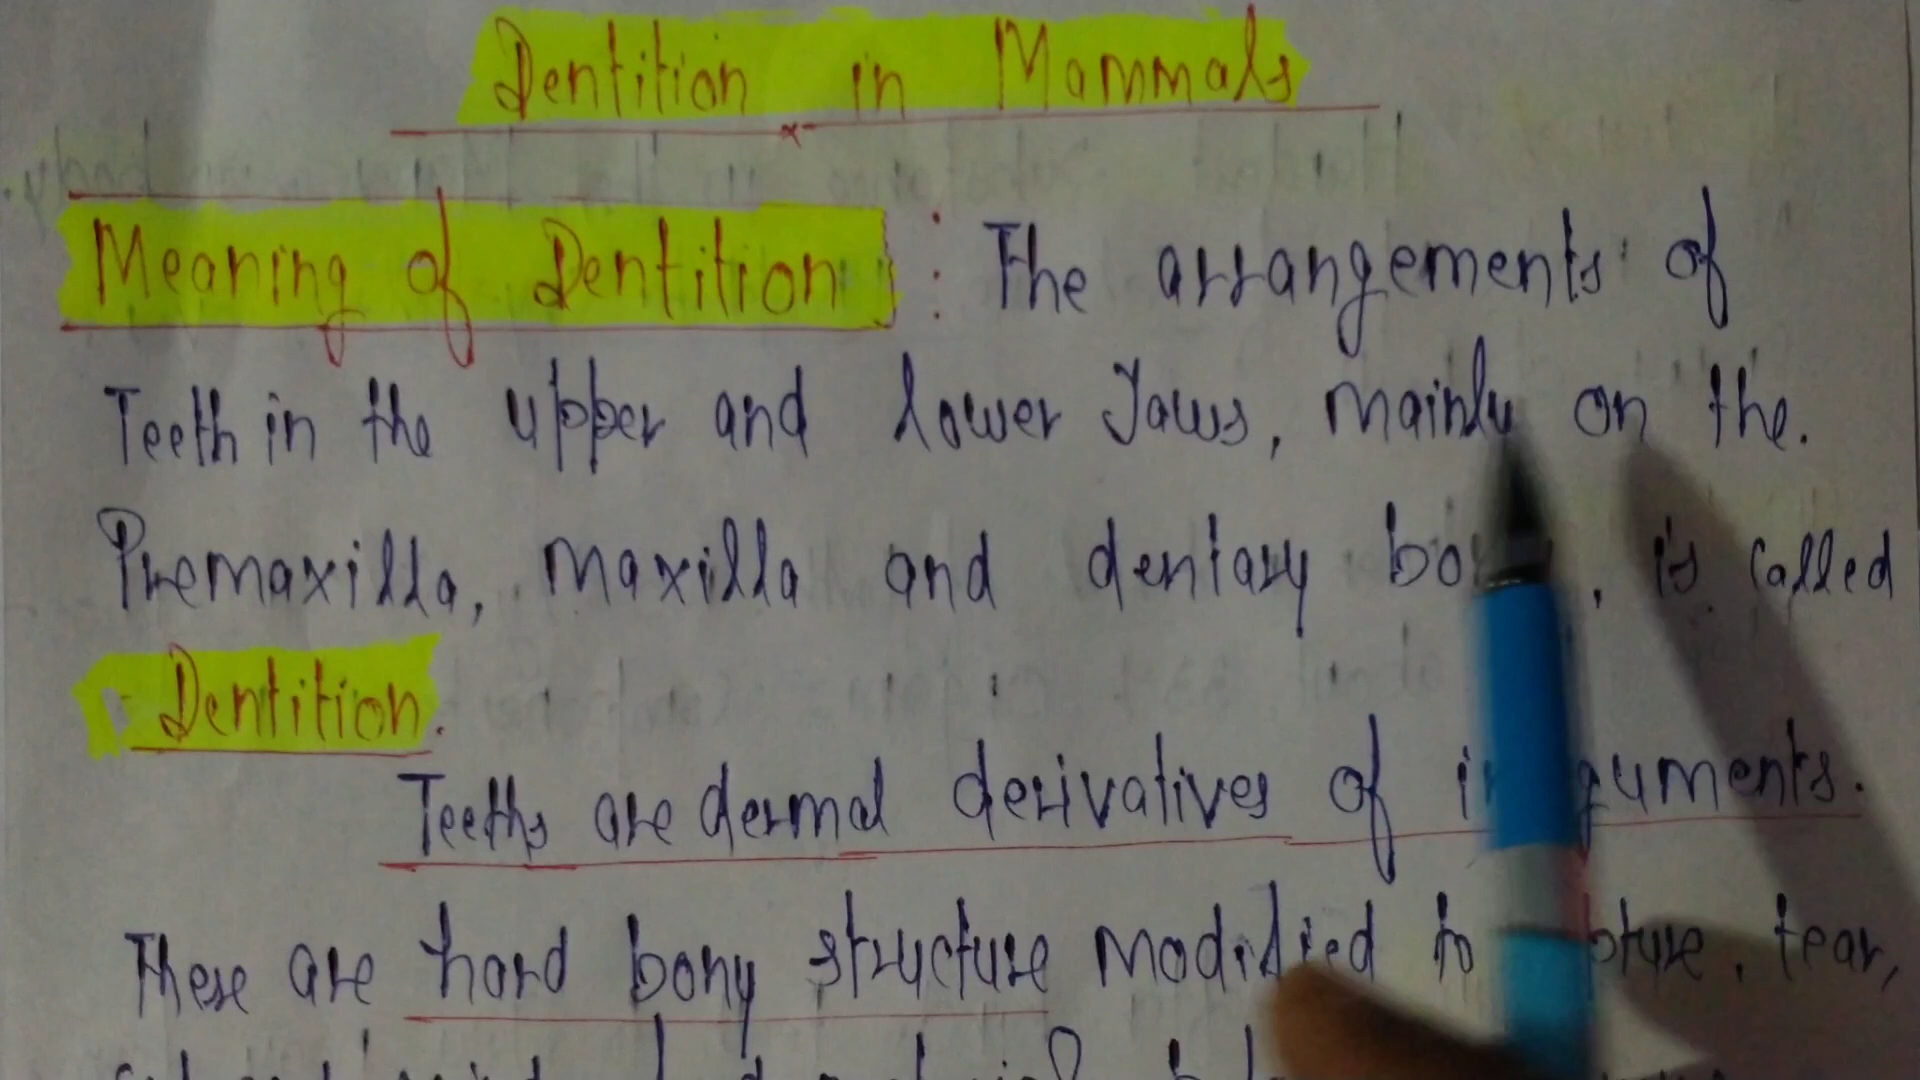 Dentition in Mammals
Meaning of Dentition : The arrangements of
Teeth in the upper and lower Jaws, mainly on the.
Premaxilla, maxilla and dentary , is called
Dentition.
Teeths are dermal derivatives of
These are hard bony structure modified to tear,